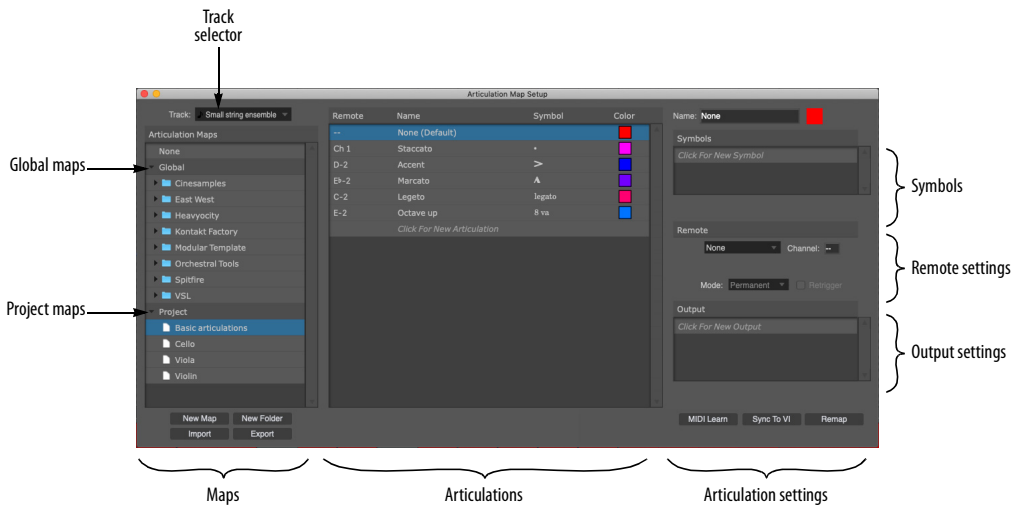 Track
selector
Articulation Map Setup
Track: Small string ensemble
Articulation Maps
None
Global
Cinesamples
East West
Heavyocity
Kontakt Factory
Modular Template
Orchestral Tools
Spitfire
VSL
Project
Basic articulations
Cello
Viola
Violin
New Map New Folder
Import Export
Remote Name Symbol Color
-- None (Default)
Ch 1 Staccato
D-2 Accent >
E♭-2 Marcato
C-2 Legeto legato
E-2 Octave up 8 va
Click For New Articulation
Name: None
Symbols
Click For New Symbol
Remote
None Channel: --
Mode: Permanent Retrigger
Output
Click For New Output
MIDI Learn Sync To VI Remap
Global maps
Project maps
Symbols
Remote settings
Output settings
Maps
Articulations
Articulation settings